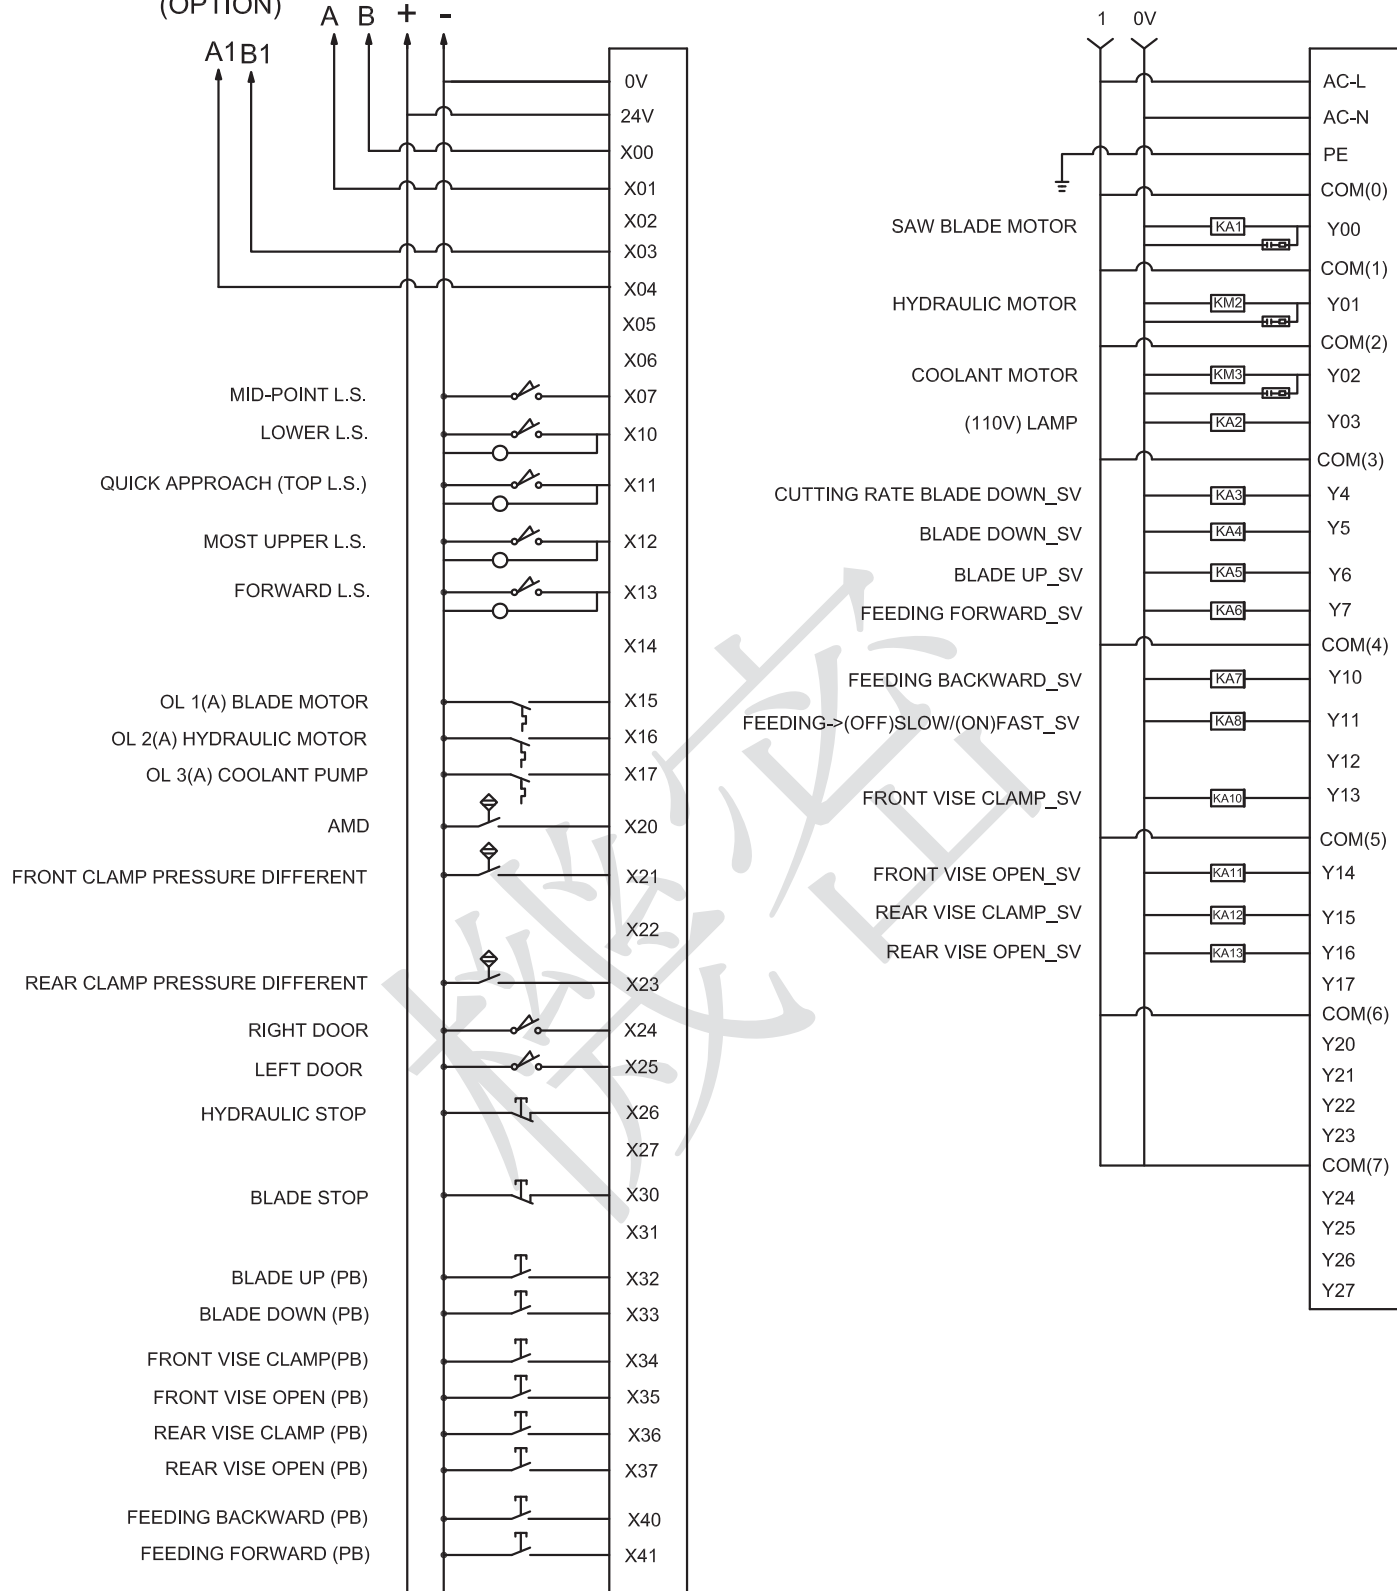 (OPTION)
A B + -
A1 B1
0V
24V
X00
X01
X02
X03
X04
X05
X06
MID-POINT L.S. X07
LOWER L.S. X10
QUICK APPROACH (TOP L.S.) X11
MOST UPPER L.S. X12
FORWARD L.S. X13
X14
OL 1(A) BLADE MOTOR X15
OL 2(A) HYDRAULIC MOTOR X16
OL 3(A) COOLANT PUMP X17
AMD X20
FRONT CLAMP PRESSURE DIFFERENT X21
X22
REAR CLAMP PRESSURE DIFFERENT X23
RIGHT DOOR X24
LEFT DOOR X25
HYDRAULIC STOP X26
X27
BLADE STOP X30
X31
BLADE UP (PB) X32
BLADE DOWN (PB) X33
FRONT VISE CLAMP(PB) X34
FRONT VISE OPEN (PB) X35
REAR VISE CLAMP (PB) X36
REAR VISE OPEN (PB) X37
FEEDING BACKWARD (PB) X40
FEEDING FORWARD (PB) X41
1 0V
AC-L
AC-N
PE
COM(0)
SAW BLADE MOTOR KA1 Y00
COM(1)
HYDRAULIC MOTOR KM2 Y01
COM(2)
COOLANT MOTOR KM3 Y02
(110V) LAMP KA2 Y03
COM(3)
CUTTING RATE BLADE DOWN_SV KA3 Y4
BLADE DOWN_SV KA4 Y5
BLADE UP_SV KA5 Y6
FEEDING FORWARD_SV KA6 Y7
COM(4)
FEEDING BACKWARD_SV KA7 Y10
FEEDING->(OFF)SLOW/(ON)FAST_SV KA8 Y11
Y12
FRONT VISE CLAMP_SV KA10 Y13
COM(5)
FRONT VISE OPEN_SV KA11 Y14
REAR VISE CLAMP_SV KA12 Y15
REAR VISE OPEN_SV KA13 Y16
Y17
COM(6)
Y20
Y21
Y22
Y23
COM(7)
Y24
Y25
Y26
Y27
機密